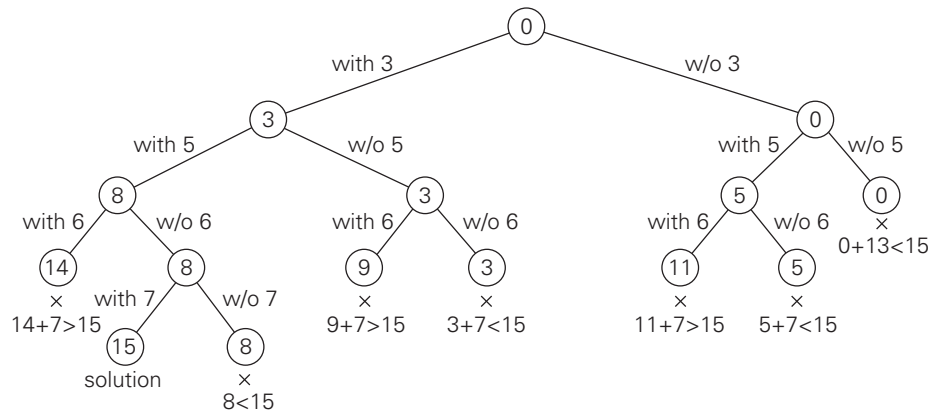 0
with 3
w/o 3
3
0
with 5
w/o 5
with 5
w/o 5
8
3
5
0
with 6
w/o 6
with 6
w/o 6
with 6
w/o 6
×
0+13<15
14
8
9
3
11
5
×
with 7
w/o 7
×
×
×
×
14+7>15
9+7>15
3+7<15
11+7>15
5+7<15
15
8
solution
×
8<15